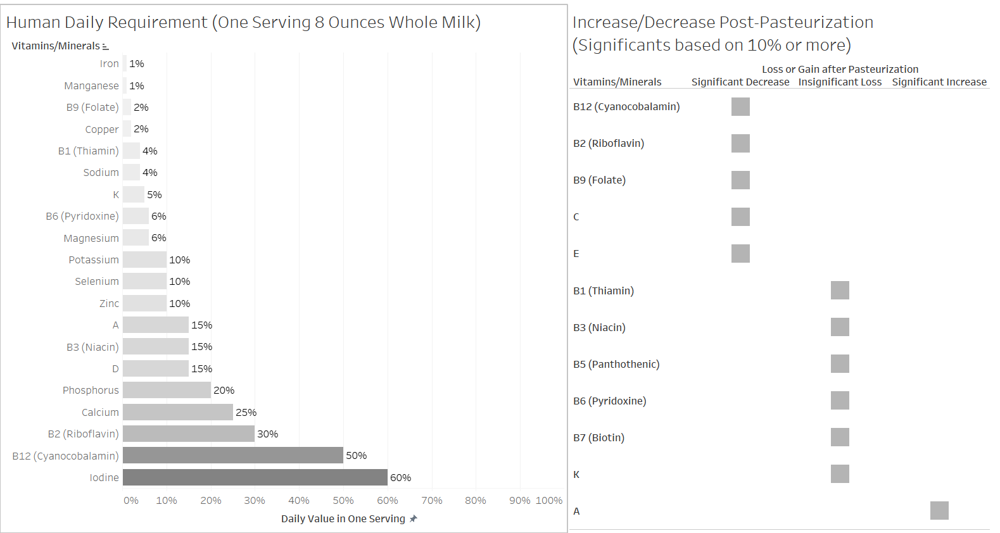 Human Daily Requirement (One Serving 8 Ounces Whole Milk)
Vitamins/Minerals
Iron 1%
Manganese 1%
B9 (Folate) 2%
Copper 2%
B1 (Thiamin) 4%
Sodium 4%
K 5%
B6 (Pyridoxine) 6%
Magnesium 6%
Potassium 10%
Selenium 10%
Zinc 10%
A 15%
B3 (Niacin) 15%
D 15%
Phosphorus 20%
Calcium 25%
B2 (Riboflavin) 30%
B12 (Cyanocobalamin) 50%
Iodine 60%
0% 10% 20% 30% 40% 50% 60% 70% 80% 90% 100%
Daily Value in One Serving
Increase/Decrease Post-Pasteurization
(Significants based on 10% or more)
Loss or Gain after Pasteurization
Vitamins/Minerals Significant Decrease Insignificant Loss Significant Increase
B12 (Cyanocobalamin)
B2 (Riboflavin)
B9 (Folate)
C
E
B1 (Thiamin)
B3 (Niacin)
B5 (Panthothenic)
B6 (Pyridoxine)
B7 (Biotin)
K
A